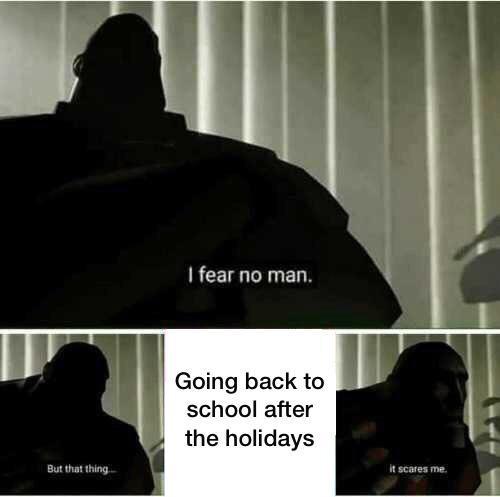 I fear no man.
But that thing...
Going back to
school after
the holidays
it scares me.